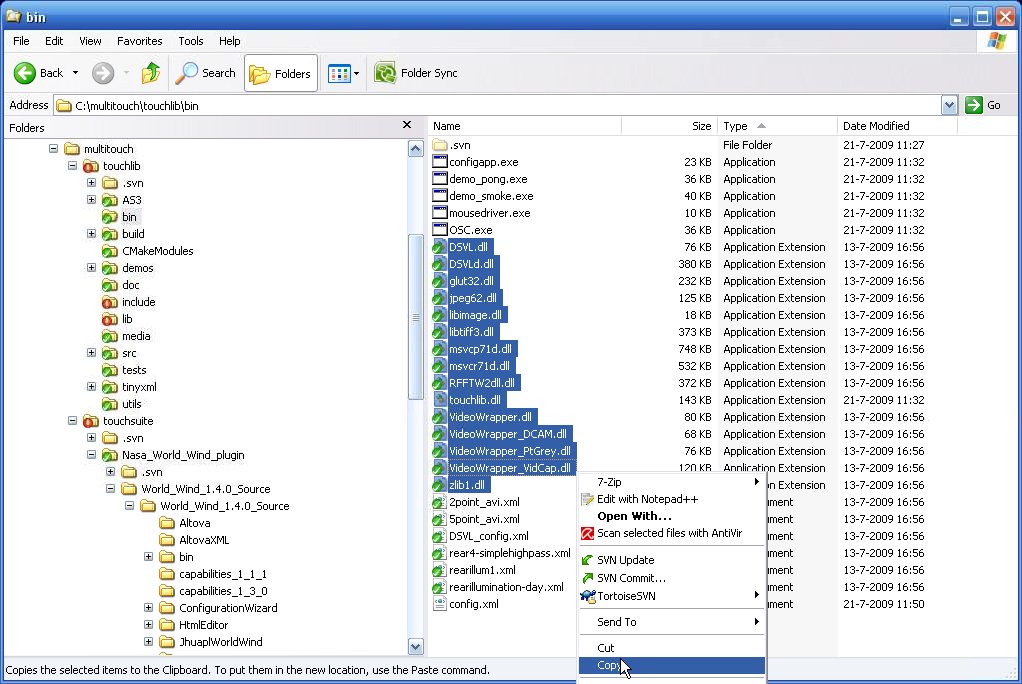 bin
File Edit View Favorites Tools Help
Back Search Folders Folder Sync
Address C:\multitouch\touchlib\bin Go
Folders
multitouch
touchlib
.svn
AS3
bin
build
CMakeModules
demos
doc
include
lib
media
src
tests
tinyxml
utils
touchsuite
.svn
Nasa_World_Wind_plugin
.svn
World_Wind_1.4.0_Source
World_Wind_1.4.0_Source
Altova
AltovaXML
bin
capabilities_1_1_1
capabilities_1_3_0
ConfigurationWizard
HtmlEditor
JhuaplWorldWind
Name Size Type Date Modified
.svn File Folder 21-7-2009 11:27
configapp.exe 23 KB Application 21-7-2009 11:32
demo_pong.exe 36 KB Application 21-7-2009 11:32
demo_smoke.exe 40 KB Application 21-7-2009 11:32
mousedriver.exe 10 KB Application 21-7-2009 11:32
OSC.exe 36 KB Application 21-7-2009 11:32
DSVL.dll 76 KB Application Extension 13-7-2009 16:56
DSVLd.dll 380 KB Application Extension 13-7-2009 16:56
glut32.dll 232 KB Application Extension 13-7-2009 16:56
jpeg62.dll 125 KB Application Extension 13-7-2009 16:56
libimage.dll 18 KB Application Extension 13-7-2009 16:56
libtiff3.dll 373 KB Application Extension 13-7-2009 16:56
msvcp71d.dll 748 KB Application Extension 13-7-2009 16:56
msvcr71d.dll 532 KB Application Extension 13-7-2009 16:56
RFFTW2dll.dll 372 KB Application Extension 13-7-2009 16:56
touchlib.dll 143 KB Application Extension 21-7-2009 11:32
VideoWrapper.dll 80 KB Application Extension 13-7-2009 16:56
VideoWrapper_DCAM.dll 68 KB Application Extension 13-7-2009 16:56
VideoWrapper_PtGrey.dll 76 KB Application Extension 13-7-2009 16:56
VideoWrapper_VidCap.dll 120 KB Application Extension 13-7-2009 16:56
zlib1.dll on Extension 13-7-2009 16:56
2point_avi.xml ument 13-7-2009 16:56
5point_avi.xml ument 13-7-2009 16:56
DSVL_config.xml ument 13-7-2009 16:56
rear4-simplehighpass.xml ument 13-7-2009 16:56
rearillum1.xml ument 13-7-2009 16:56
rearillumination-day.xml ument 13-7-2009 16:56
config.xml ument 21-7-2009 11:50
7-Zip
Edit with Notepad++
Open With...
Scan selected files with AntiVir
SVN Update
SVN Commit...
TortoiseSVN
Send To
Cut
Copy
Copies the selected items to the Clipboard. To put them in the new location, use the Paste command.